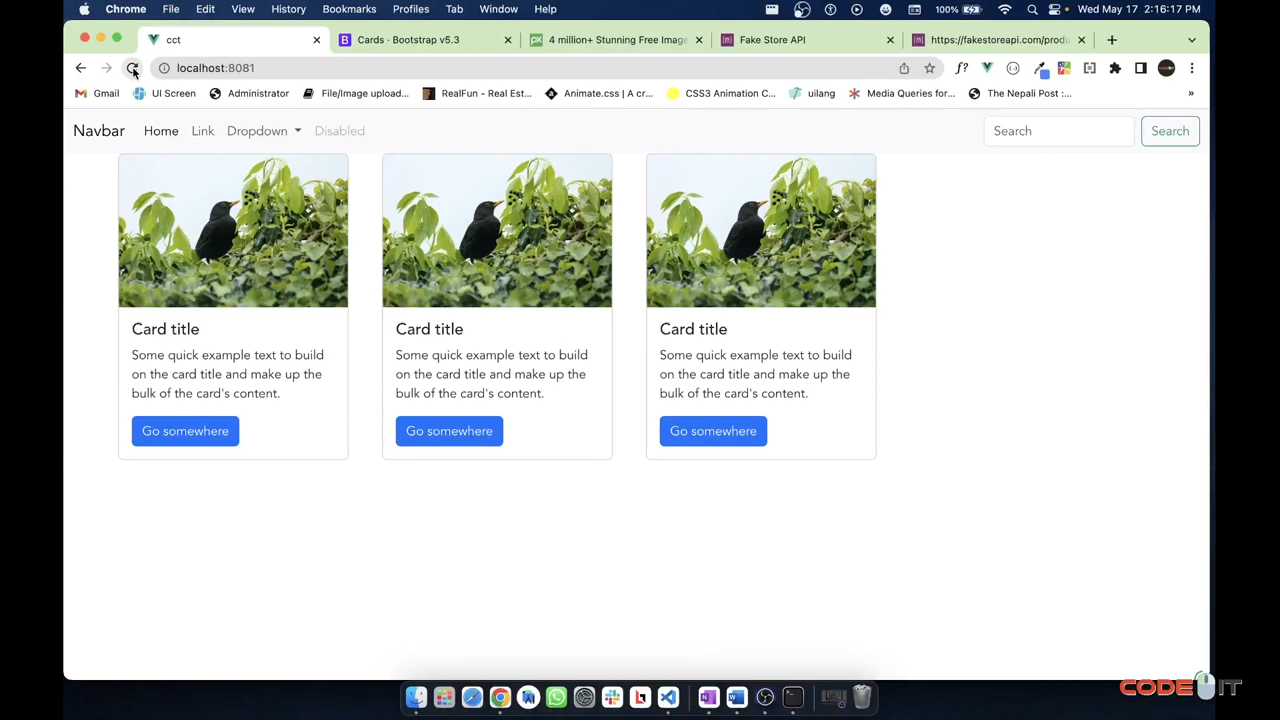 Chrome File Edit View History Bookmarks Profiles Tab Window Help 100% Wed May 17 2:16:17 PM
cct Cards · Bootstrap v5.3 4 million+ Stunning Free Image Fake Store API https://fakestoreapi.com/produ
localhost:8081 f?
Gmail UI Screen Administrator File/Image upload... RealFun - Real Est... Animate.css | A cr... CSS3 Animation C... uilang Media Queries for... The Nepali Post :... »
Navbar Home Link Dropdown Disabled Search Search
Card title Card title Card title
Some quick example text to build Some quick example text to build Some quick example text to build
on the card title and make up the on the card title and make up the on the card title and make up the
bulk of the card's content. bulk of the card's content. bulk of the card's content.
Go somewhere Go somewhere Go somewhere
CODE IT